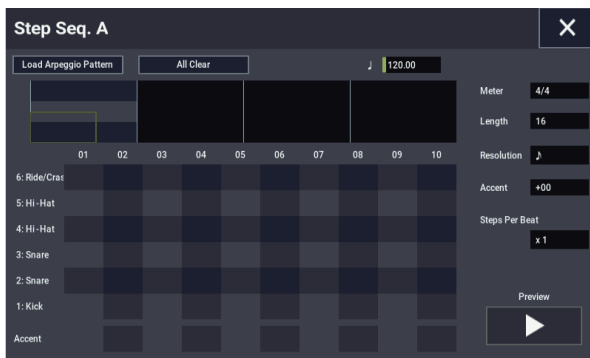 Step Seq. A
Load Arpeggio Pattern
All Clear
♩ 120.00
Meter 4/4
Length 16
Resolution ♪
Accent +00
Steps Per Beat
x 1
01 02 03 04 05 06 07 08 09 10
6: Ride/Cras
5: Hi-Hat
4: Hi-Hat
3: Snare
2: Snare
1: Kick
Accent
Preview